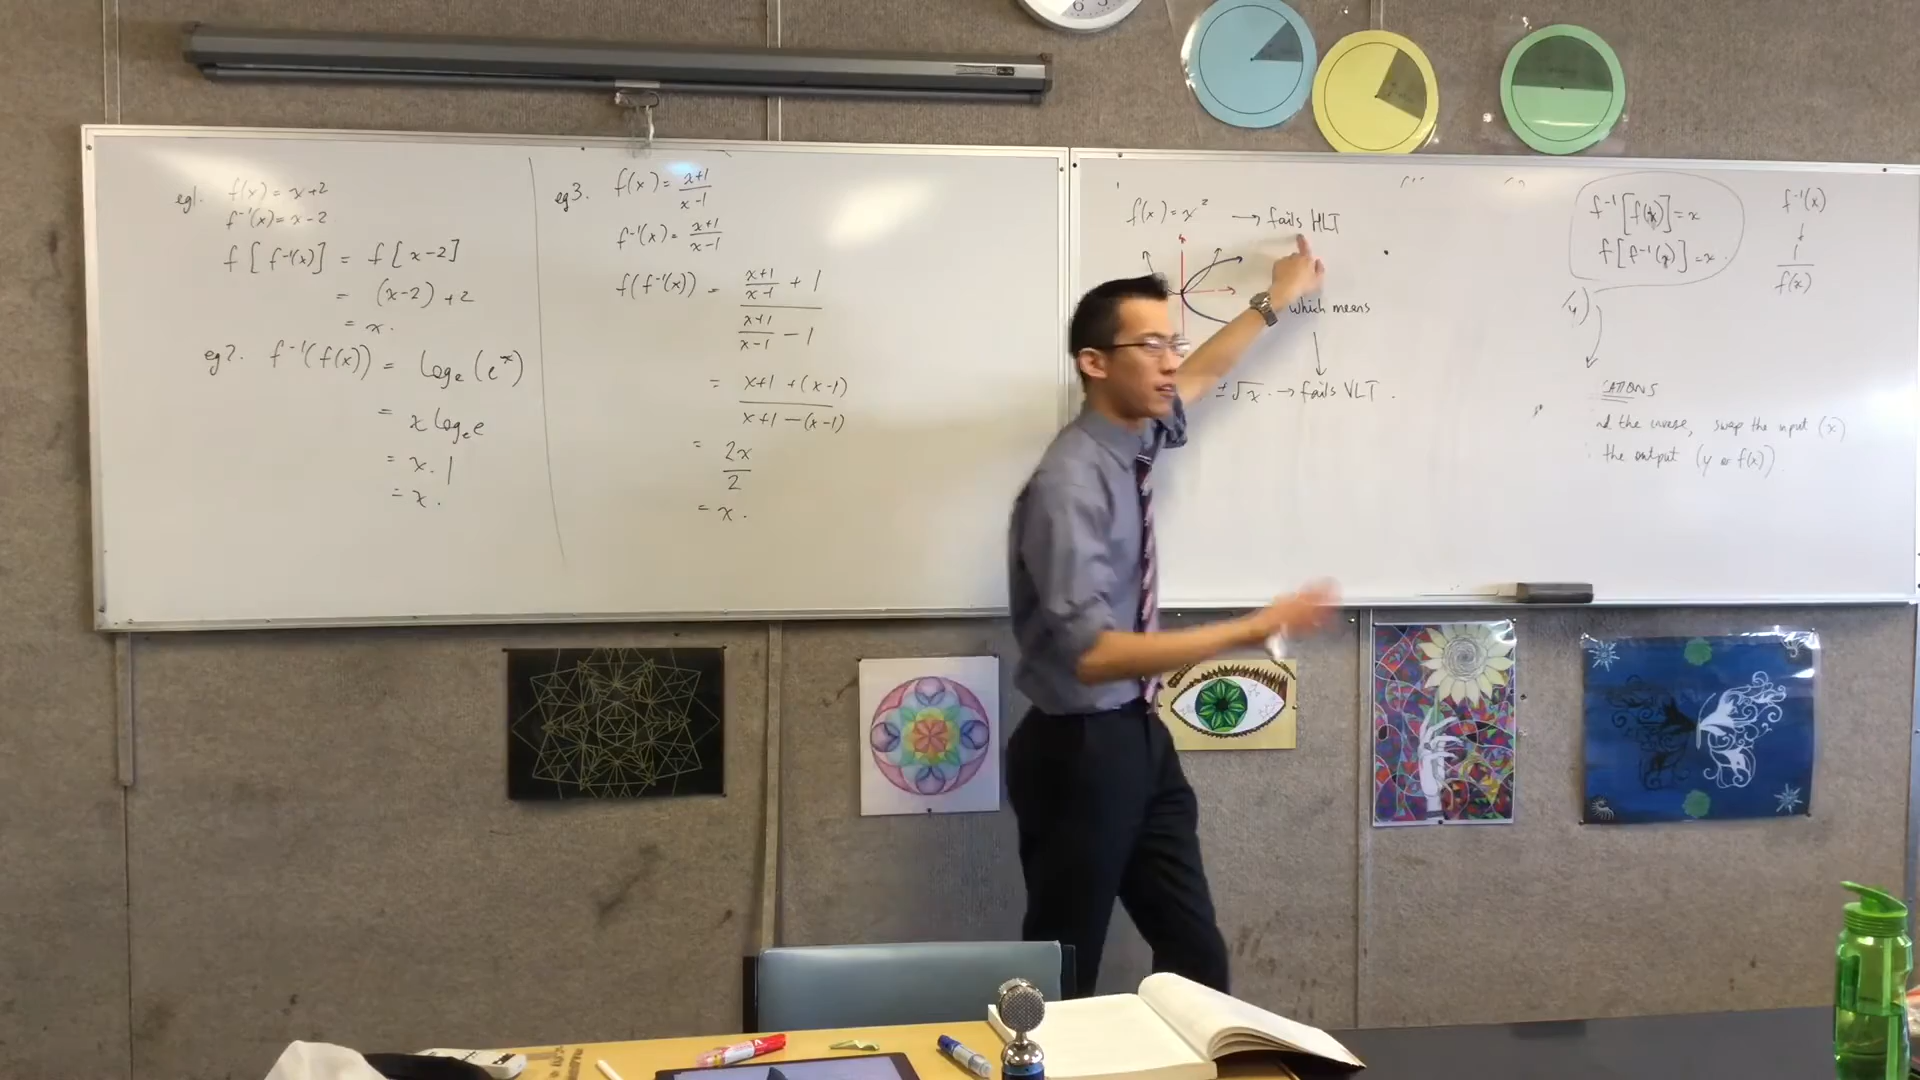 eg1. f(x) = x+2
f⁻¹(x) = x-2
f[f⁻¹(x)] = f[x-2]
= (x-2)+2
= x.
eg2. f⁻¹(f(x)) = logₑ(eˣ)
= x logₑe
= x.1
= x.
eg3. f(x) = (x+1)/(x-1)
f⁻¹(x) = (x+1)/(x-1)
f(f⁻¹(x)) = ((x+1)/(x-1) + 1)/((x+1)/(x-1) - 1)
= (x+1+(x-1))/(x+1-(x-1))
= 2x/2
= x.
f(x) = x² → fails HLT
which means
±√x. → fails VLT.
f⁻¹[f(x)] = x
f[f⁻¹(x)] = x.
f⁻¹(x)
↓
1/f(x)
CATIONS
the inverse, swap the input (x)
the output (y or f(x))